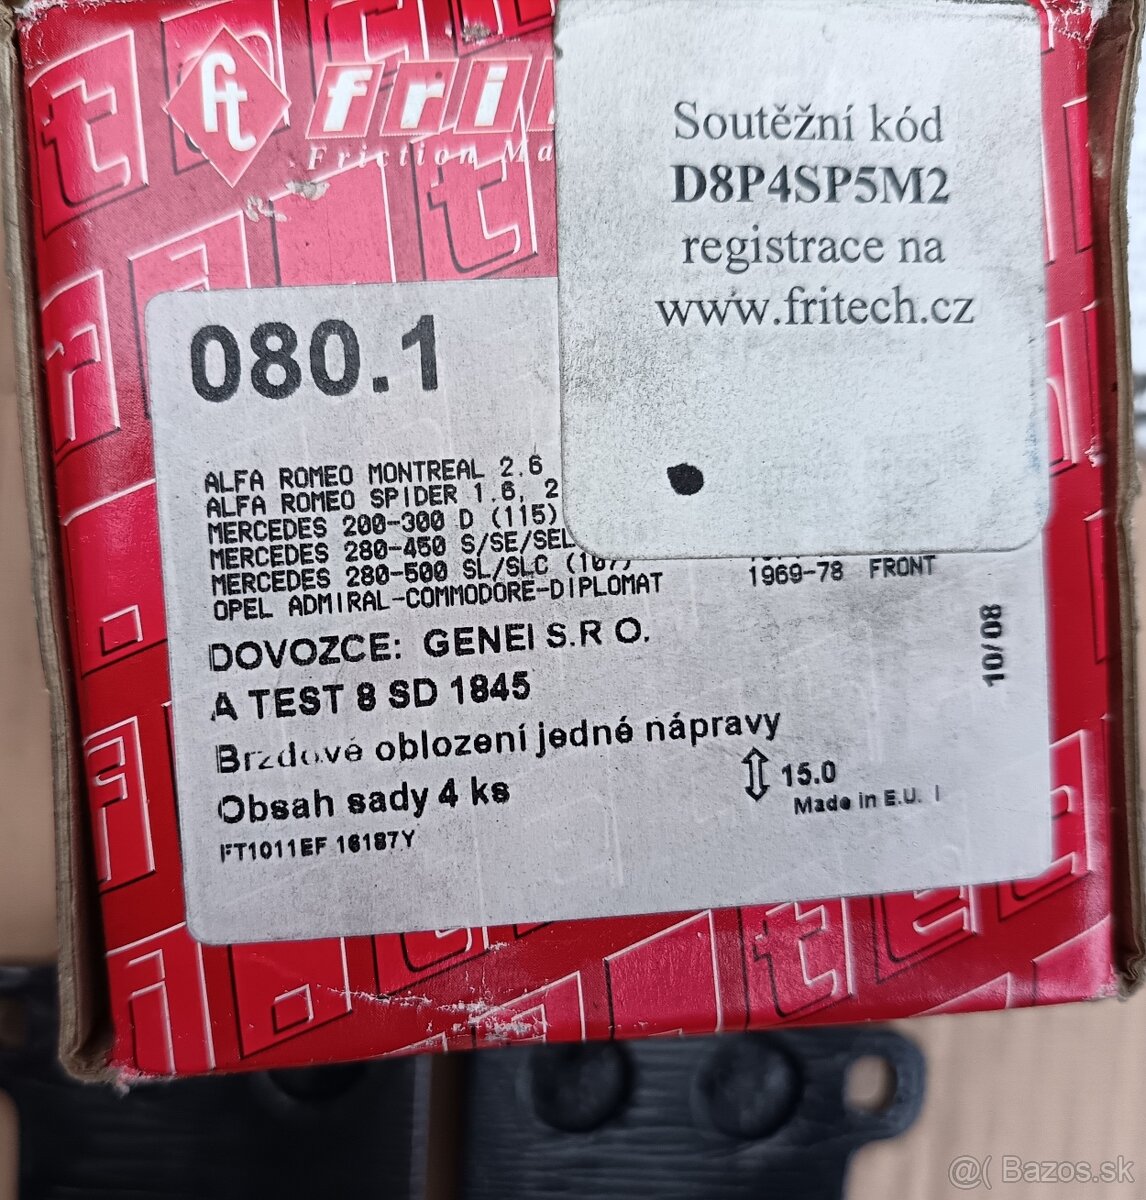 ft
fri
Friction Ma
Soutěžní kód
D8P4SP5M2
registrace na
www.fritech.cz
080.1
ALFA ROMEO MONTREAL 2.6
ALFA ROMEO SPIDER 1.6, 2
MERCEDES 200-300 D (115)
MERCEDES 280-450 S/SE/SEL
MERCEDES 280-500 SL/SLC (107)
OPEL ADMIRAL-COMMODORE-DIPLOMAT 1969-78 FRONT
10/08
DOVOZCE: GENEI S.R O.
A TEST 8 SD 1845
Brzdové oblození jedné nápravy
Obsah sady 4 ks
15.0
Made in E.U.
FT1011EF 16187Y
@( Bazos.sk